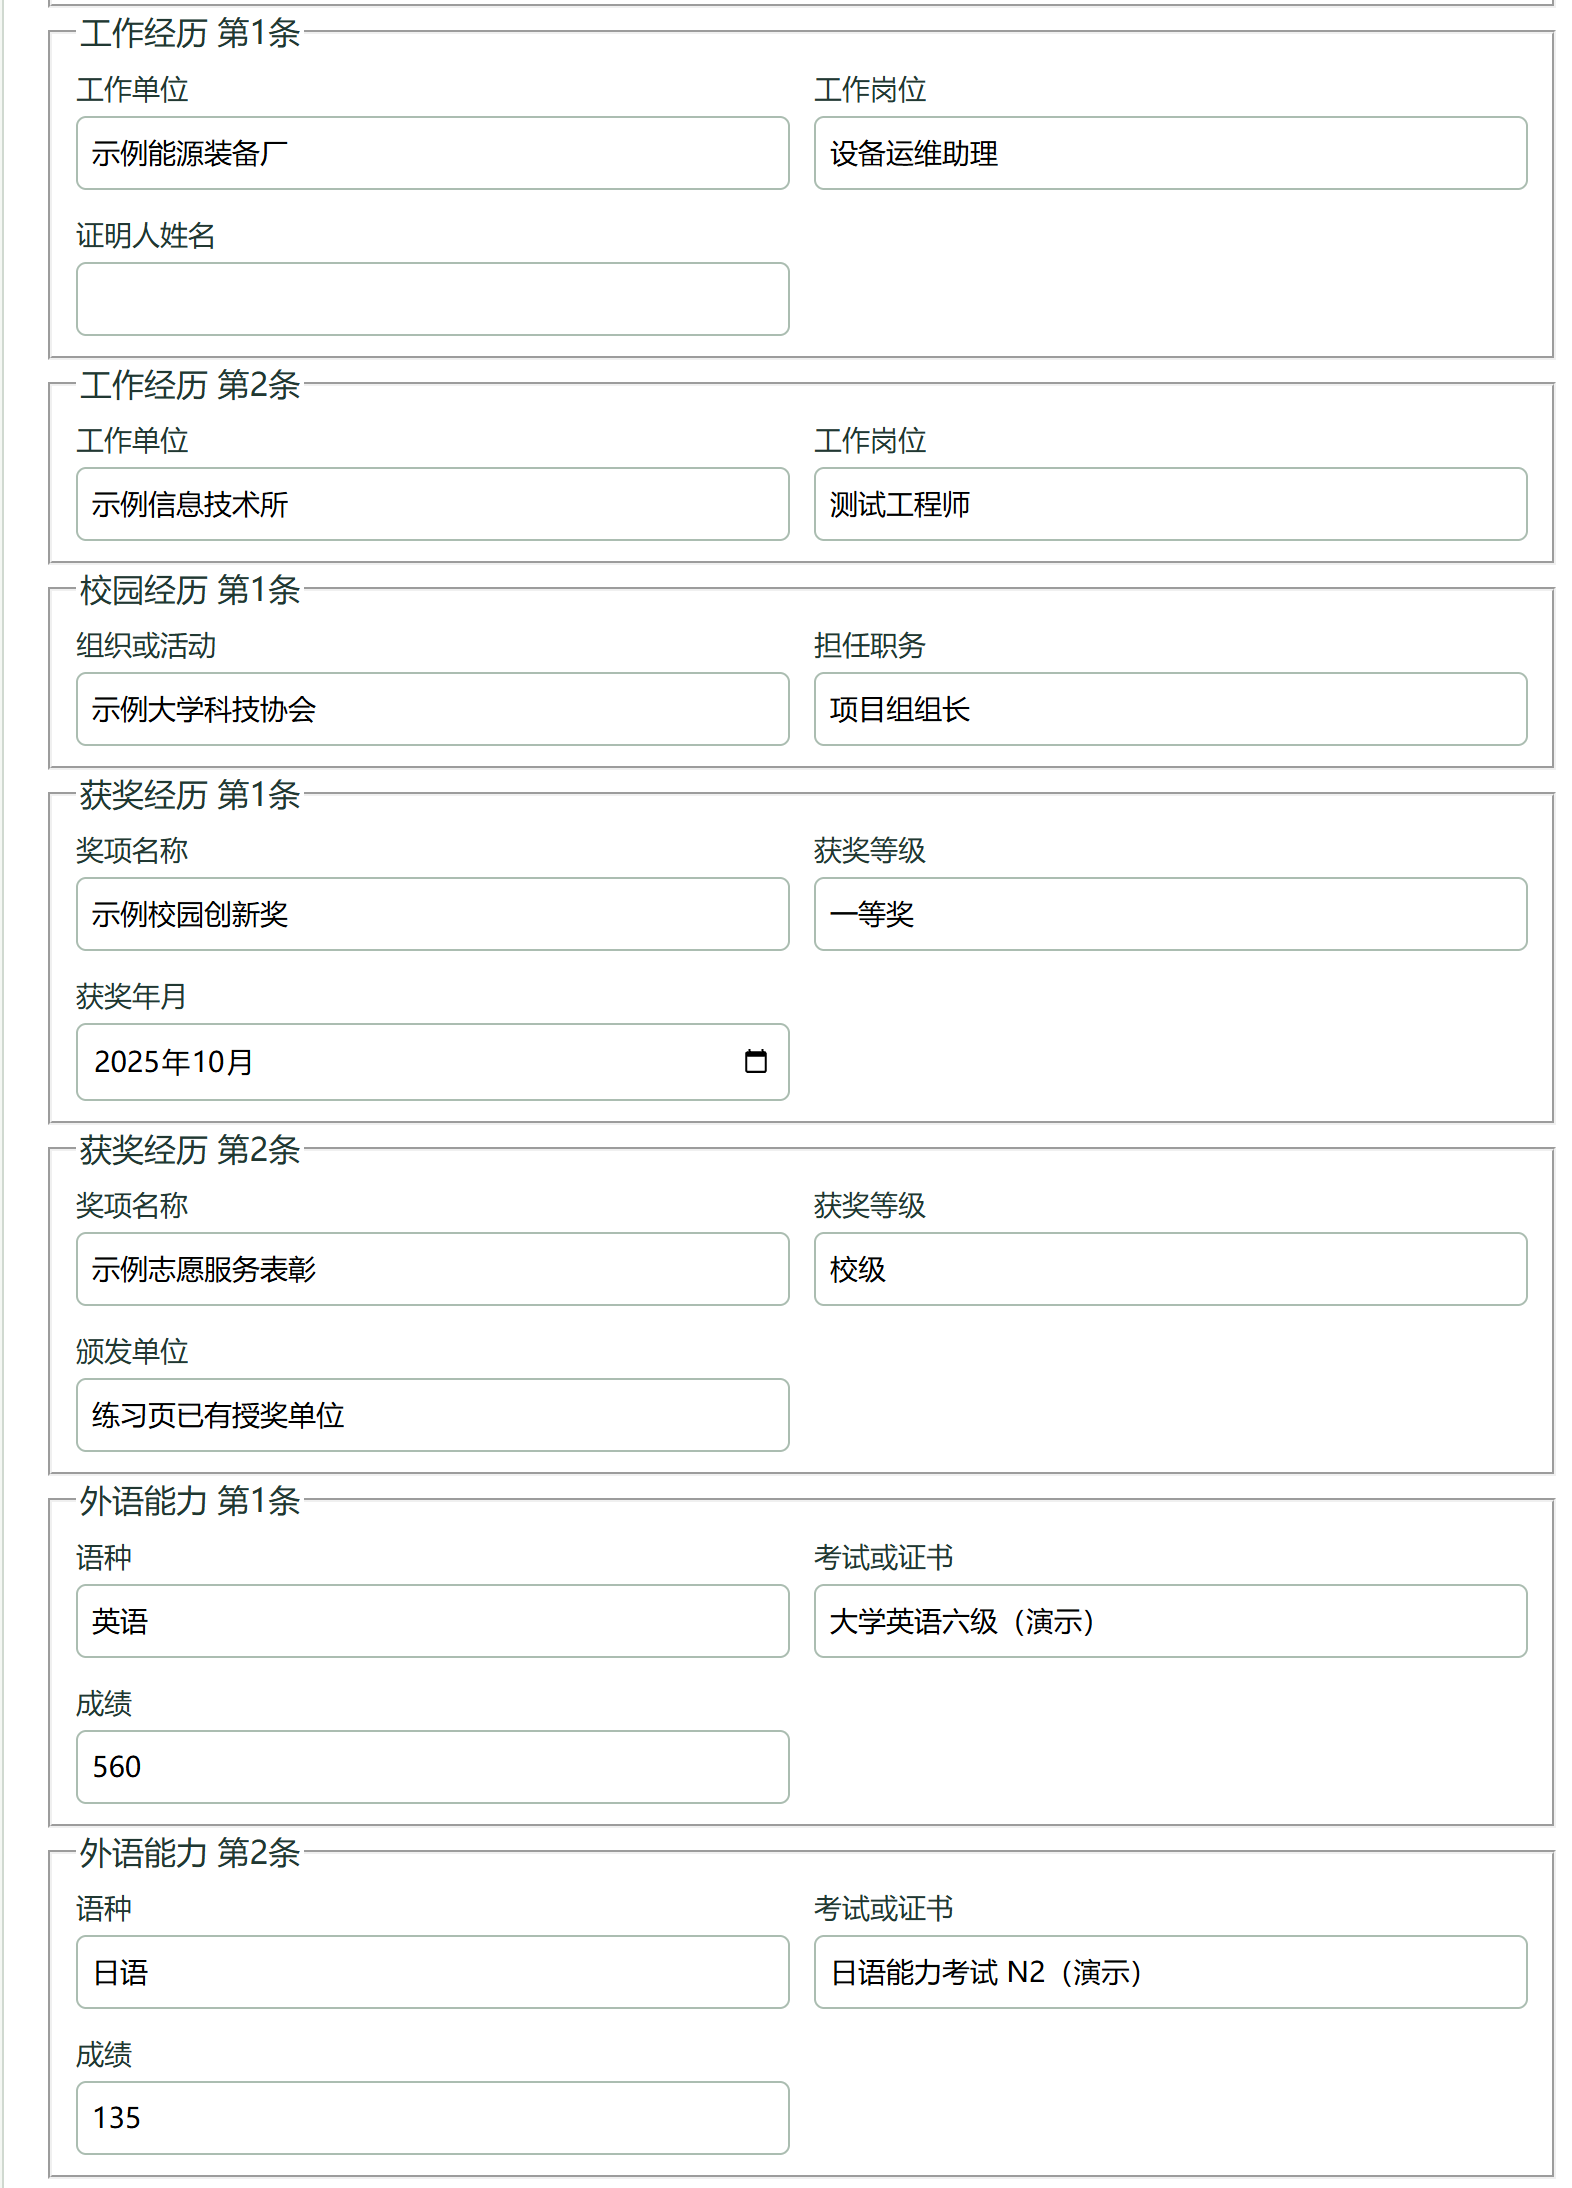 工作经历 第1条
工作单位 工作岗位
示例能源装备厂 设备运维助理
证明人姓名
工作经历 第2条
工作单位 工作岗位
示例信息技术所 测试工程师
校园经历 第1条
组织或活动 担任职务
示例大学科技协会 项目组组长
获奖经历 第1条
奖项名称 获奖等级
示例校园创新奖 一等奖
获奖年月
2025年10月
获奖经历 第2条
奖项名称 获奖等级
示例志愿服务表彰 校级
颁发单位
练习页已有授奖单位
外语能力 第1条
语种 考试或证书
英语 大学英语六级（演示）
成绩
560
外语能力 第2条
语种 考试或证书
日语 日语能力考试 N2（演示）
成绩
135